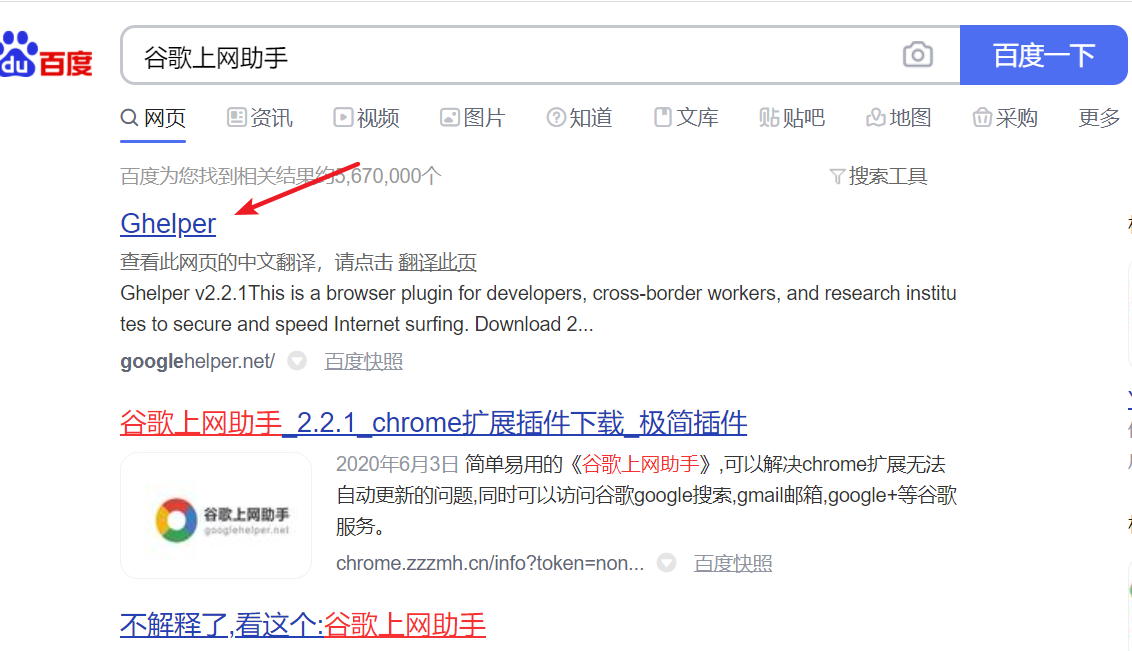 du百度 谷歌上网助手 百度一下
网页 资讯 视频 图片 知道 文库 贴吧 地图 采购 更多
百度为您找到相关结果约5,670,000个 搜索工具
Ghelper
查看此网页的中文翻译，请点击 翻译此页
Ghelper v2.2.1This is a browser plugin for developers, cross-border workers, and research institu
tes to secure and speed Internet surfing. Download 2...
googlehelper.net/ 百度快照
谷歌上网助手_2.2.1_chrome扩展插件下载_极简插件
2020年6月3日 简单易用的《谷歌上网助手》,可以解决chrome扩展无法
自动更新的问题,同时可以访问谷歌google搜索,gmail邮箱,google+等谷歌
服务。
谷歌上网助手
googlehelper.net
chrome.zzzmh.cn/info?token=non... 百度快照
不解释了,看这个:谷歌上网助手